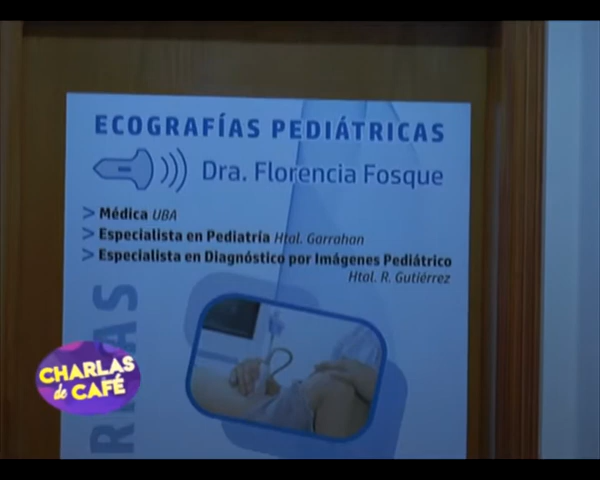 ECOGRAFÍAS PEDIÁTRICAS
Dra. Florencia Fosque
> Médica UBA
> Especialista en Pediatría Htal. Garrahan
> Especialista en Diagnóstico por Imágenes Pediátrico
Htal. R. Gutiérrez
CHARLAS
de CAFÉ